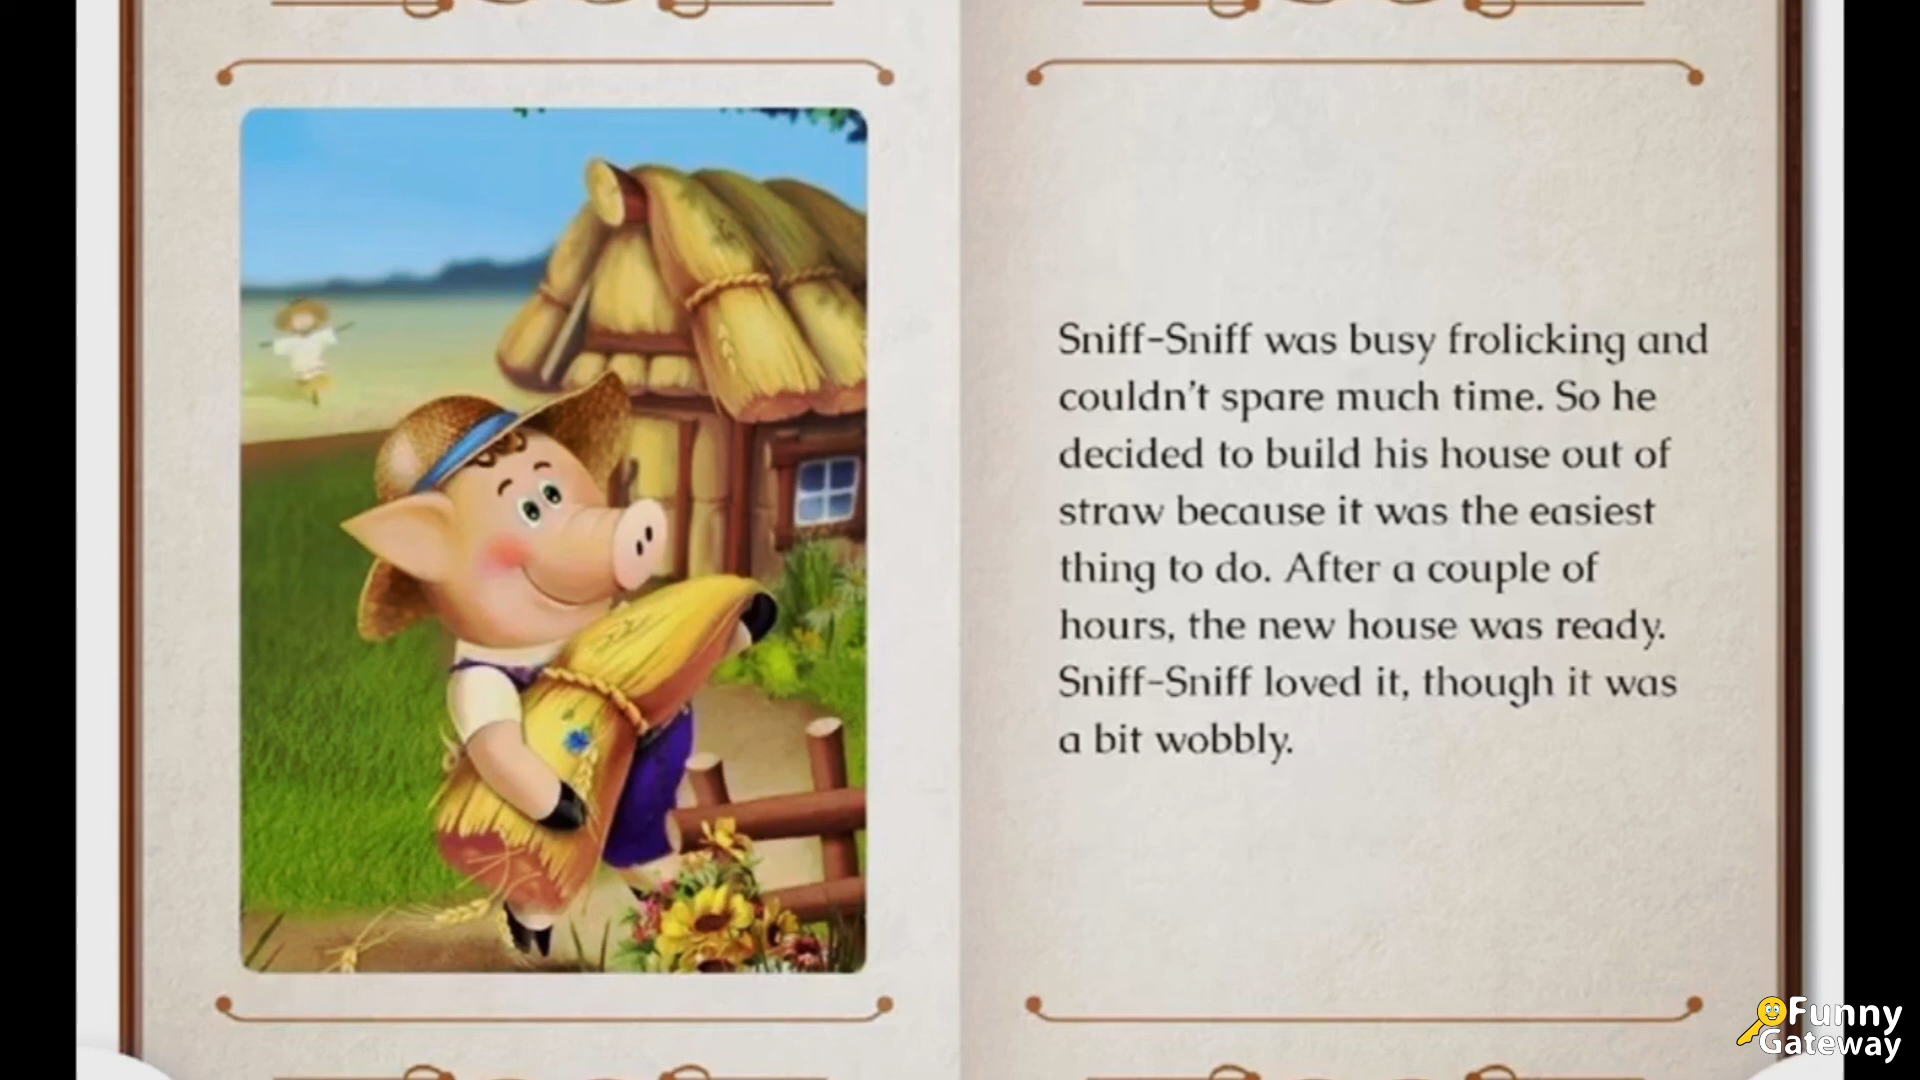 Sniff-Sniff was busy frolicking and
couldn't spare much time. So he
decided to build his house out of
straw because it was the easiest
thing to do. After a couple of
hours, the new house was ready.
Sniff-Sniff loved it, though it was
a bit wobbly.
Funny
Gateway